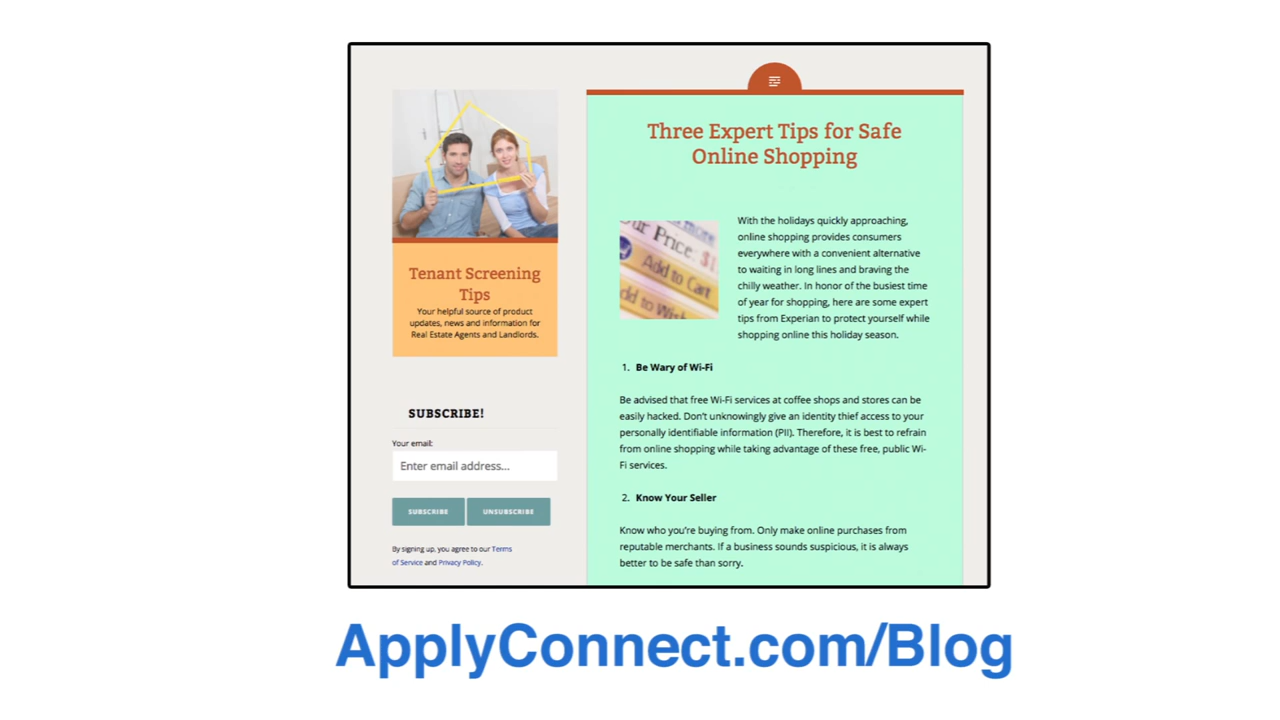 Tenant Screening
Tips
Your helpful source of product
updates, news and information for
Real Estate Agents and Landlords.
SUBSCRIBE!
Your email:
Enter email address...
SUBSCRIBE
UNSUBSCRIBE
By signing up, you agree to our Terms
of Service and Privacy Policy.
Three Expert Tips for Safe
Online Shopping
Price: $1
Add to Cart
With the holidays quickly approaching,
online shopping provides consumers
everywhere with a convenient alternative
to waiting in long lines and braving the
chilly weather. In honor of the busiest time
of year for shopping, here are some expert
tips from Experian to protect yourself while
shopping online this holiday season.
1. Be Wary of Wi-Fi
Be advised that free Wi-Fi services at coffee shops and stores can be
easily hacked. Don't unknowingly give an identity thief access to your
personally identifiable information (PII). Therefore, it is best to refrain
from online shopping while taking advantage of these free, public Wi-
Fi services.
2. Know Your Seller
Know who you're buying from. Only make online purchases from
reputable merchants. If a business sounds suspicious, it is always
better to be safe than sorry.
ApplyConnect.com/Blog